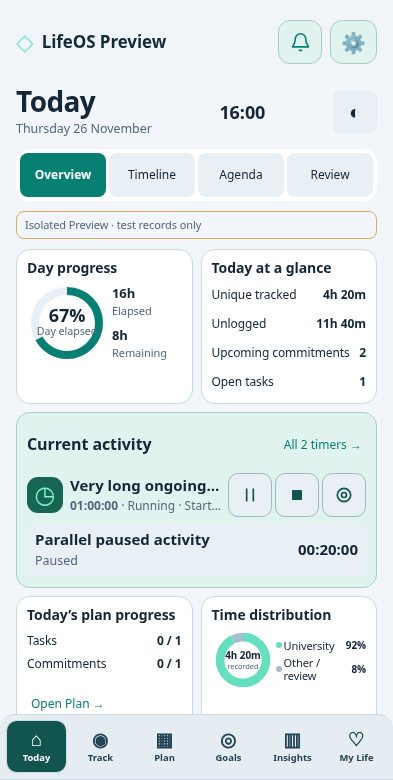 LifeOS Preview
Today
Thursday 26 November
16:00
Overview
Timeline
Agenda
Review
Isolated Preview · test records only
Day progress
67%
Day elapsed
16h
Elapsed
8h
Remaining
Today at a glance
Unique tracked 4h 20m
Unlogged 11h 40m
Upcoming commitments 2
Open tasks 1
Current activity
All 2 timers →
Very long ongoing...
01:00:00 · Running · Start...
Parallel paused activity
Paused
00:20:00
Today’s plan progress
Tasks 0 / 1
Commitments 0 / 1
Open Plan →
Time distribution
4h 20m
recorded
University 92%
Other /
review
8%
Today
Track
Plan
Goals
Insights
My Life